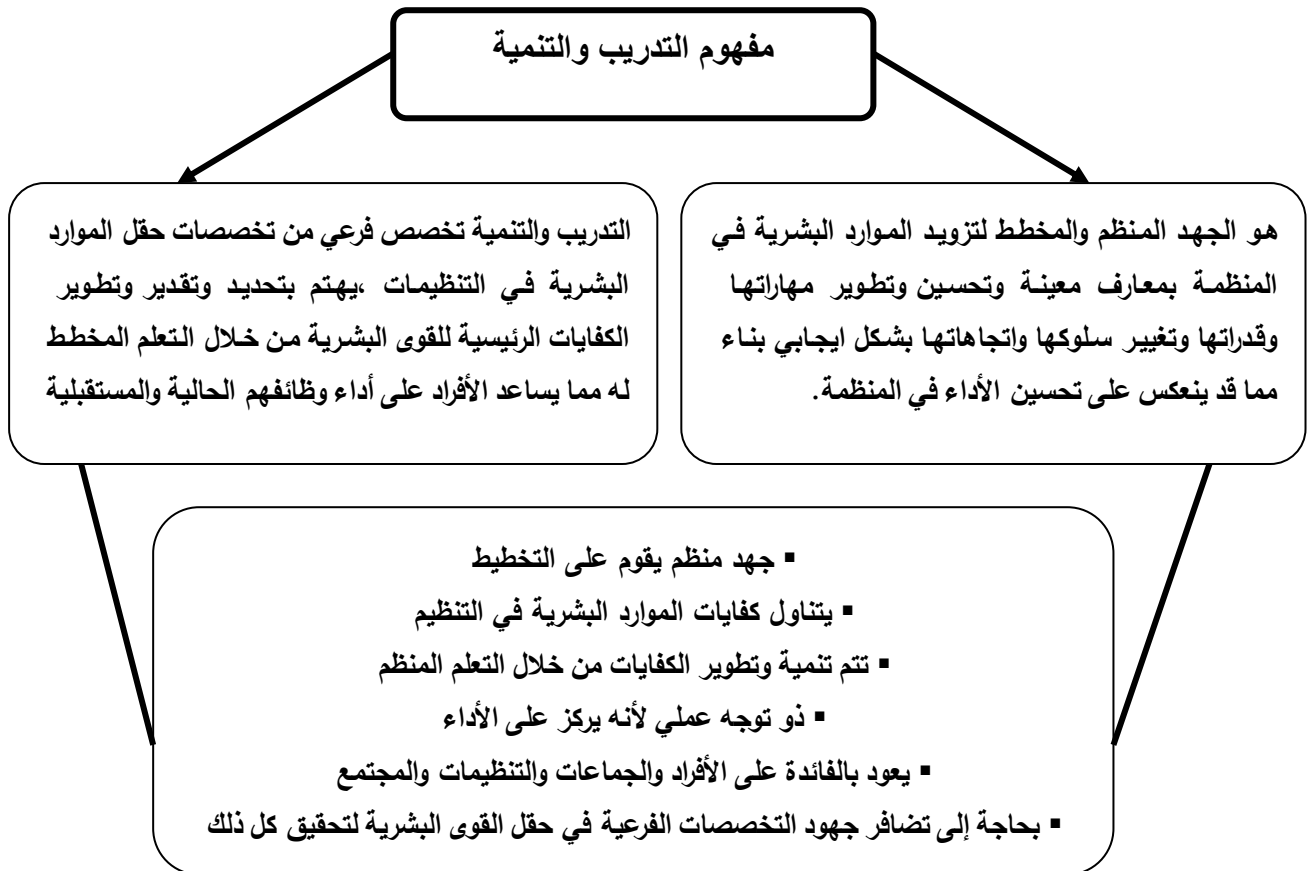 مفهوم التدريب والتنمية
هو الجهد المنظم والمخطط لتزويد الموارد البشرية في
المنظمة بمعارف معينة وتحسين وتطوير مهاراتها
وقدراتها وتغيير سلوكها واتجاهاتها بشكل ايجابي بناء
مما قد ينعكس على تحسين الأداء في المنظمة.
التدريب والتنمية تخصص فرعي من تخصصات حقل الموارد
البشرية في التنظيمات ،يهتم بتحديد وتقدير وتطوير
الكفايات الرئيسية للقوى البشرية من خلال التعلم المخطط
له مما يساعد الأفراد على أداء وظائفهم الحالية والمستقبلية
▪ جهد منظم يقوم على التخطيط
▪ يتناول كفايات الموارد البشرية في التنظيم
▪ تتم تنمية وتطوير الكفايات من خلال التعلم المنظم
▪ ذو توجه عملي لأنه يركز على الأداء
▪ يعود بالفائدة على الأفراد والجماعات والتنظيمات والمجتمع
▪ بحاجة إلى تضافر جهود التخصصات الفرعية في حقل القوى البشرية لتحقيق كل ذلك